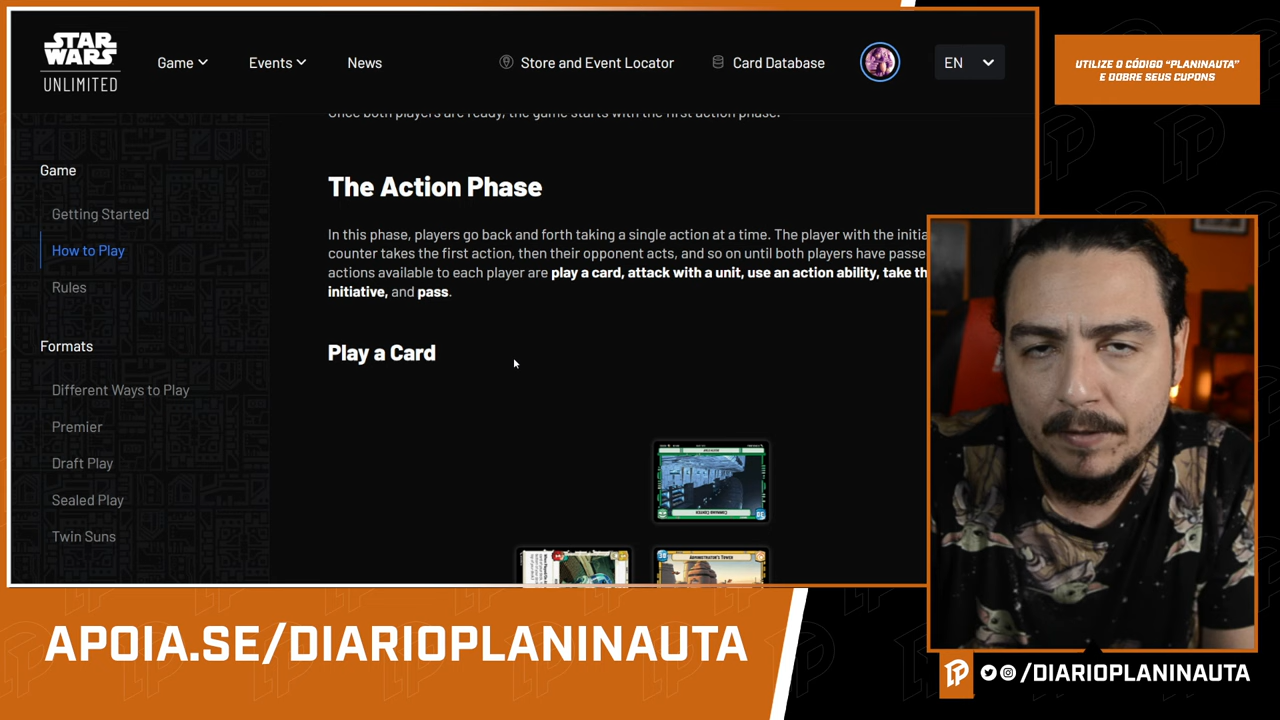 STAR
WARS
UNLIMITED
Game
Events
News
Store and Event Locator
Card Database
EN
UTILIZE O CÓDIGO “PLANINAUTA”
E DOBRE SEUS CUPONS
Once both players are ready, the game starts with the first action phase.
Game
Getting Started
How to Play
Rules
Formats
Different Ways to Play
Premier
Draft Play
Sealed Play
Twin Suns
The Action Phase
In this phase, players go back and forth taking a single action at a time. The player with the initia
counter takes the first action, then their opponent acts, and so on until both players have passe
actions available to each player are play a card, attack with a unit, use an action ability, take th
initiative, and pass.
Play a Card
COMMAND CENTER
30
ADMINISTRATOR'S TOWER
APOIA.SE/DIARIOPLANINAUTA
/DIARIOPLANINAUTA